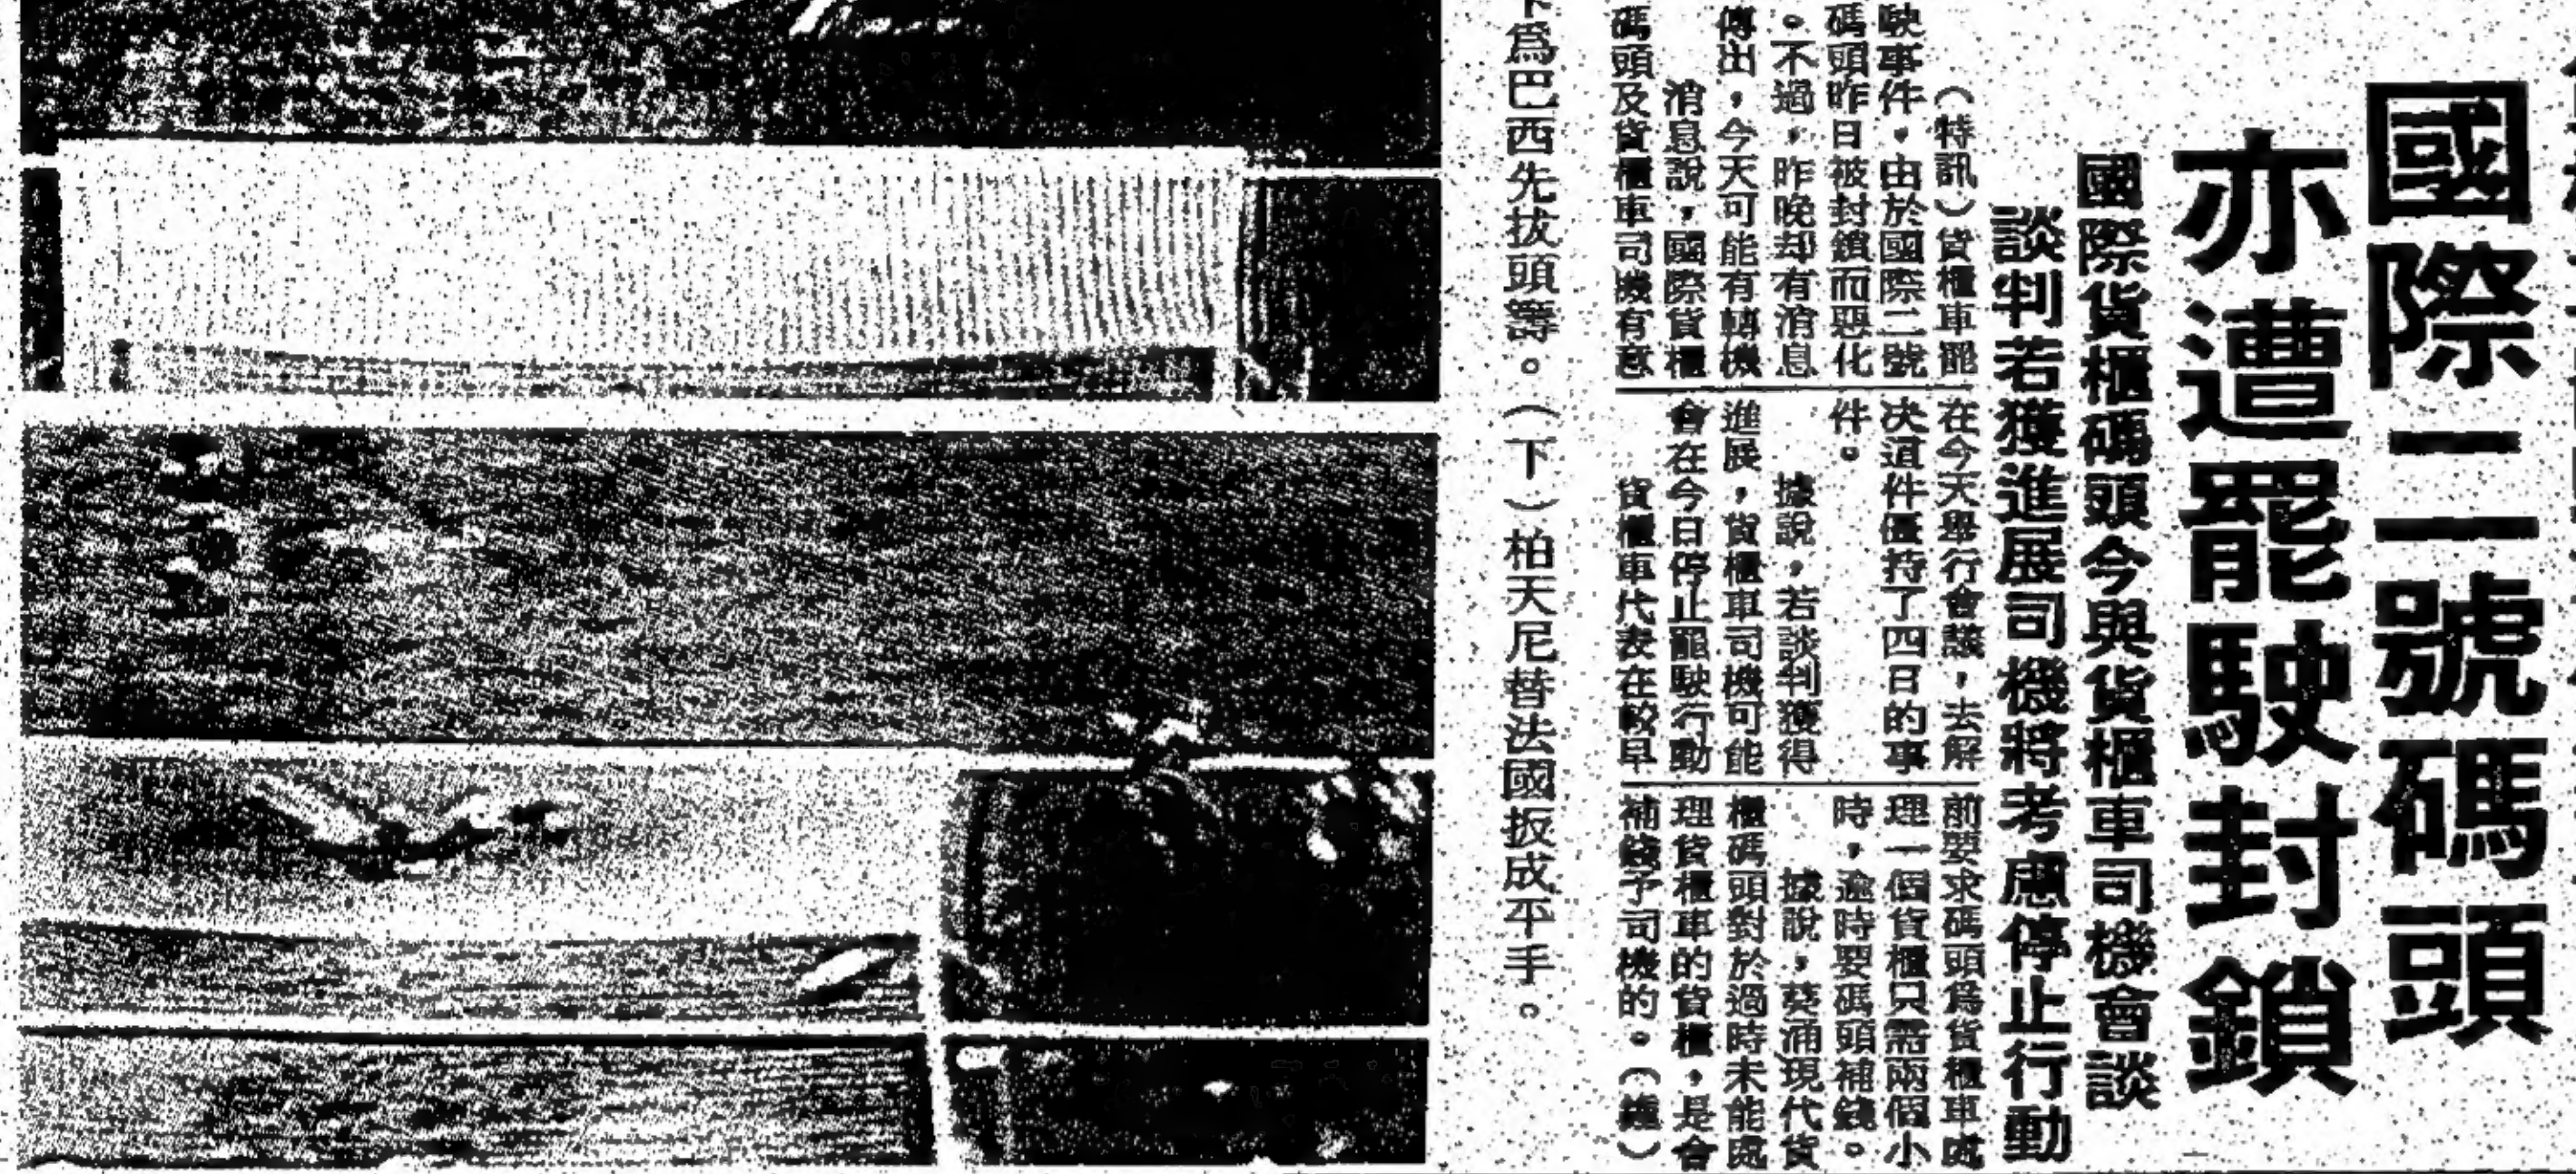 國際二號碼頭
亦遭罷駛封鎖
國際貨櫃碼頭今與貨櫃車司機會談
談判若獲進展司機將考慮停止行動
（特訊）貨櫃車罷
駛事件，由於國際二號
碼頭昨日被封鎖而惡化
。不過，昨晚却有消息
傳出，今天可能有轉機
消息說，國際貨櫃
碼頭及貨櫃車司機有意
在今天舉行會談，去解
決這件僵持了四日的事
件。
據說，若談判獲得
進展，貨櫃車司機可能
會在今日停止罷駛行動
貨櫃車代表在較早
前要求碼頭為貨櫃車處
理一個貨櫃只需兩個小
時，逾時要碼頭補錢。
據說，葵涌現代貨
櫃碼頭對於過時未能處
理貨櫃車的貨櫃，是會
補錢予司機的。
為巴西先拔頭籌。（下）柏天尼替法國扳成平手。